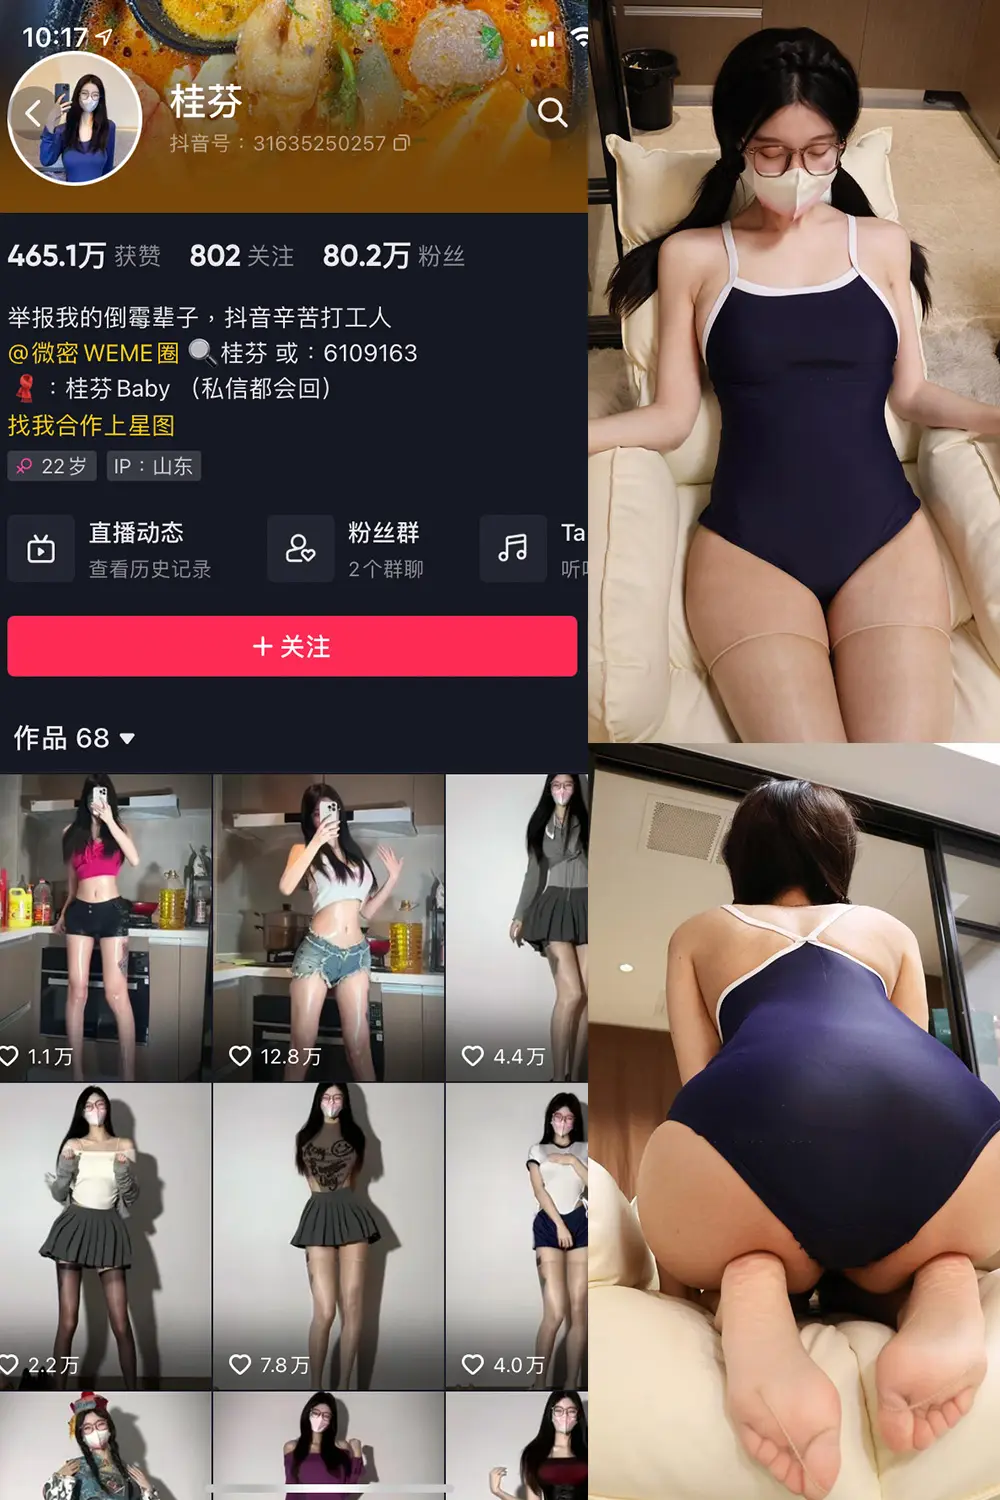 10:17
桂芬
抖音号：31635250257
465.1万 获赞 802 关注 80.2万 粉丝
举报我的倒霉辈子，抖音辛苦打工人
@微密WEME圈 🔍桂芬 或：6109163
🧣：桂芬Baby （私信都会回）
找我合作上星图
22岁 IP：山东
直播动态 粉丝群 Ta
查看历史记录 2个群聊 听
+ 关注
作品 68
1.1万 12.8万 4.4万
2.2万 7.8万 4.0万